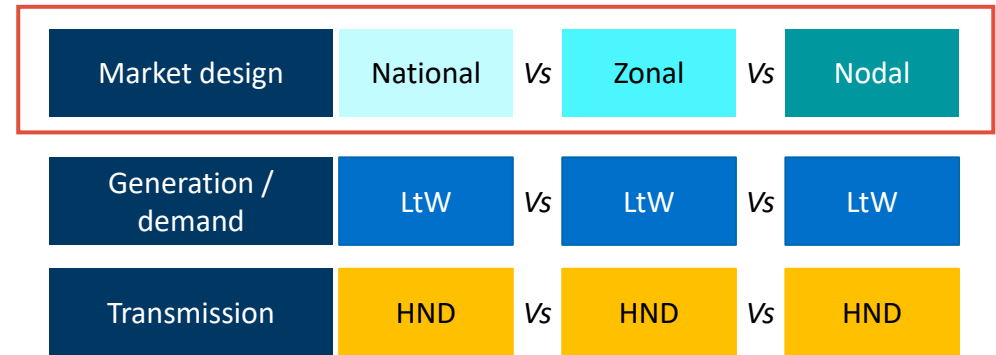 Market design National Vs Zonal Vs Nodal
Generation /
demand LtW Vs LtW Vs LtW
Transmission HND Vs HND Vs HND